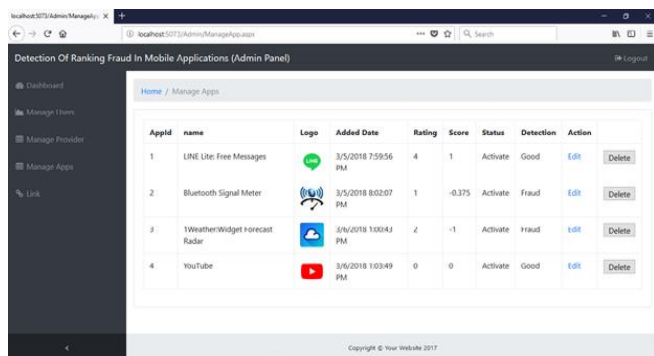 localhost:5073/Admin/ManageApp
localhost:5073/Admin/ManageApp.aspx
Search
Detection Of Ranking Fraud In Mobile Applications (Admin Panel)
Logout
Dashboard
Home / Manage Apps
Manage Users
AppId name Logo Added Date Rating Score Status Detection Action
Manage Provider
1 LINE Lite: Free Messages LINE 3/5/2018 7:59:56 PM 4 1 Activate Good Edit Delete
Manage Apps
Link
2 Bluetooth Signal Meter 3/5/2018 8:02:07 PM 1 -0.375 Activate Fraud Edit Delete
3 1Weather:Widget Forecast Radar 3/6/2018 1:00:43 PM 2 -1 Activate Fraud Edit Delete
4 YouTube 3/6/2018 1:03:49 PM 0 0 Activate Good Edit Delete
Copyright © Your Website 2017